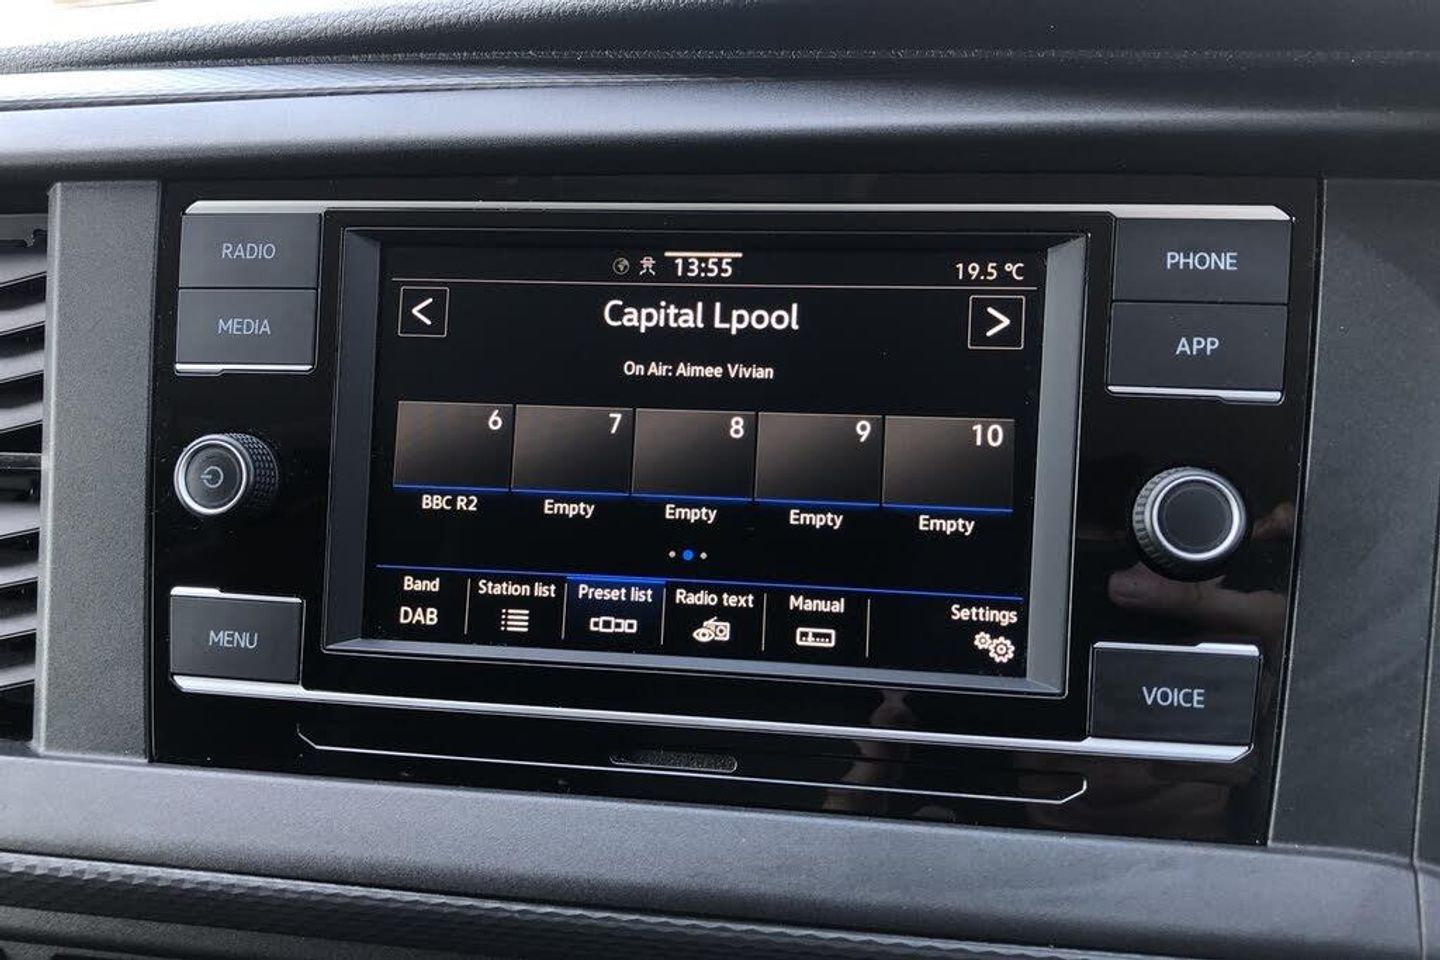 RADIO
MEDIA
MENU
13:55
19.5 °C
<
Capital Lpool
>
On Air: Aimee Vivian
6
7
8
9
10
BBC R2
Empty
Empty
Empty
Empty
Band
DAB
Station list
Preset list
Radio text
Manual
Settings
PHONE
APP
VOICE